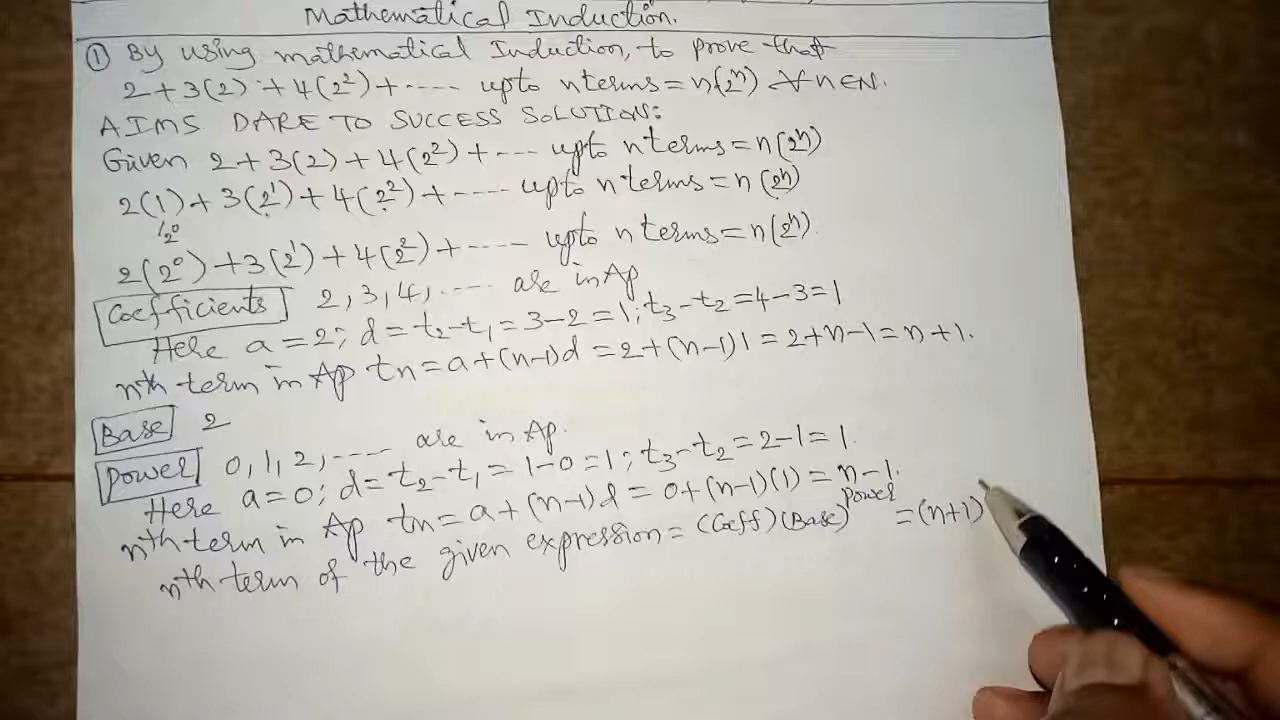 Mathematical Induction.
① By using mathematical Induction, to prove that
2+3(2)+4(2²)+---- upto n terms=n(2ⁿ) ∀ n∈N.
AIMS DARE TO SUCCESS SOLUTION:
Given 2+3(2)+4(2²)+--- upto n terms=n(2ⁿ)
2(1)+3(2¹)+4(2²)+---- upto n terms=n(2ⁿ)
2⁰
2(2⁰)+3(2¹)+4(2²)+---- upto n terms=n(2ⁿ).
Coefficients 2,3,4,---- are in Ap
Here a=2; d=t₂-t₁=3-2=1; t₃-t₂=4-3=1
nth term in Ap tn=a+(n-1)d=2+(n-1)1=2+n-1=n+1.
Base 2
Power 0,1,2,---- are in Ap.
Here a=0; d=t₂-t₁=1-0=1; t₃-t₂=2-1=1.
nth term in Ap tn=a+(n-1)d=0+(n-1)(1)=n-1.
nth term of the given expression=(Coeff)(Base)^power =(n+1)